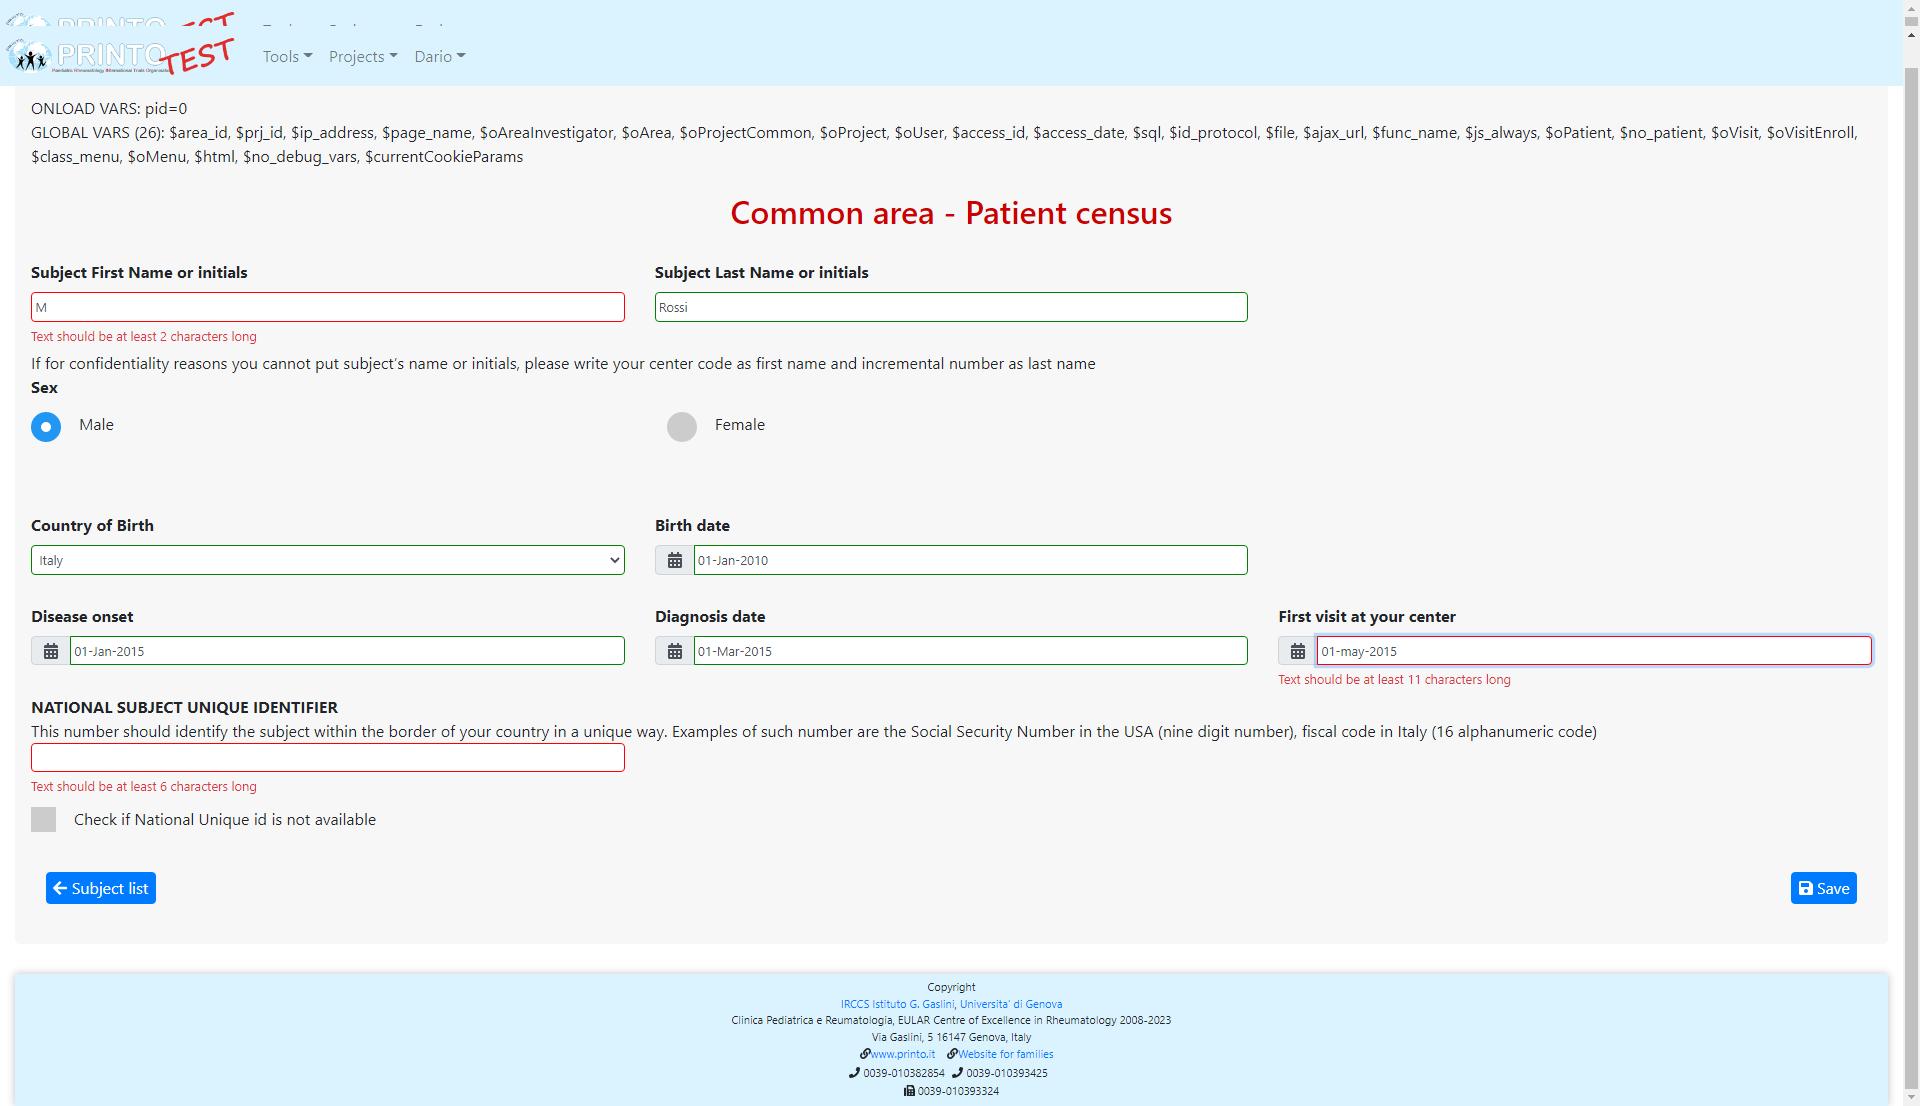 PRINTO
TEST
Tools Projects Dario
ONLOAD VARS: pid=0
GLOBAL VARS (26): $area_id, $prj_id, $ip_address, $page_name, $oAreaInvestigator, $oArea, $oProjectCommon, $oProject, $oUser, $access_id, $access_date, $sql, $id_protocol, $file, $ajax_url, $func_name, $js_always, $oPatient, $no_patient, $oVisit, $oVisitEnroll,
$class_menu, $oMenu, $html, $no_debug_vars, $currentCookieParams
Common area - Patient census
Subject First Name or initials Subject Last Name or initials
M Rossi
Text should be at least 2 characters long
If for confidentiality reasons you cannot put subject's name or initials, please write your center code as first name and incremental number as last name
Sex
Male Female
Country of Birth Birth date
Italy 01-Jan-2010
Disease onset Diagnosis date First visit at your center
01-Jan-2015 01-Mar-2015 01-may-2015
Text should be at least 11 characters long
NATIONAL SUBJECT UNIQUE IDENTIFIER
This number should identify the subject within the border of your country in a unique way. Examples of such number are the Social Security Number in the USA (nine digit number), fiscal code in Italy (16 alphanumeric code)
Text should be at least 6 characters long
Check if National Unique id is not available
Subject list Save
Copyright
IRCCS Istituto G. Gaslini, Universita' di Genova
Clinica Pediatrica e Reumatologia, EULAR Centre of Excellence in Rheumatology 2008-2023
Via Gaslini, 5 16147 Genova, Italy
www.printo.it Website for families
0039-010382854 0039-010393425
0039-010393324